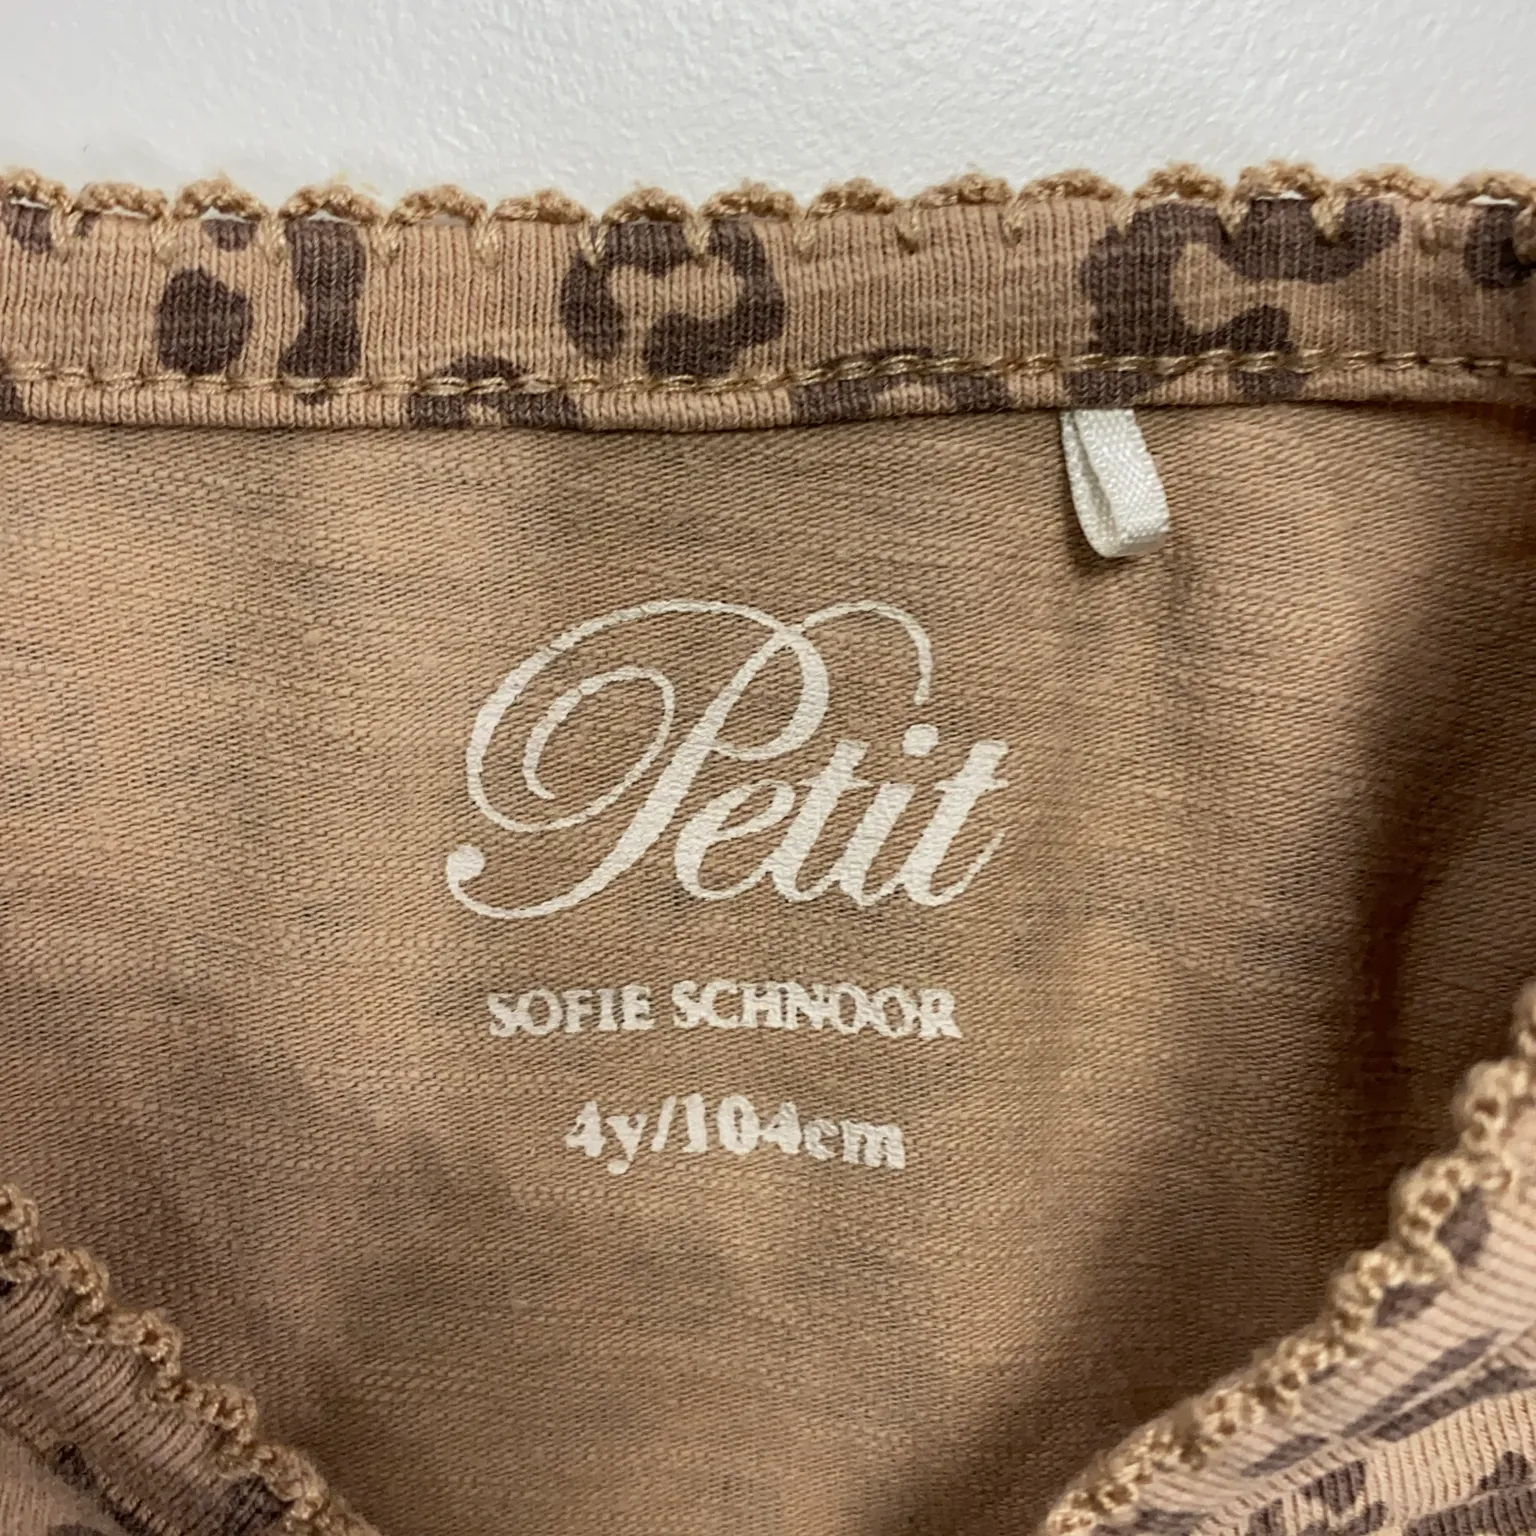 Petit
SOFIE SCHNOOR
4y/104cm